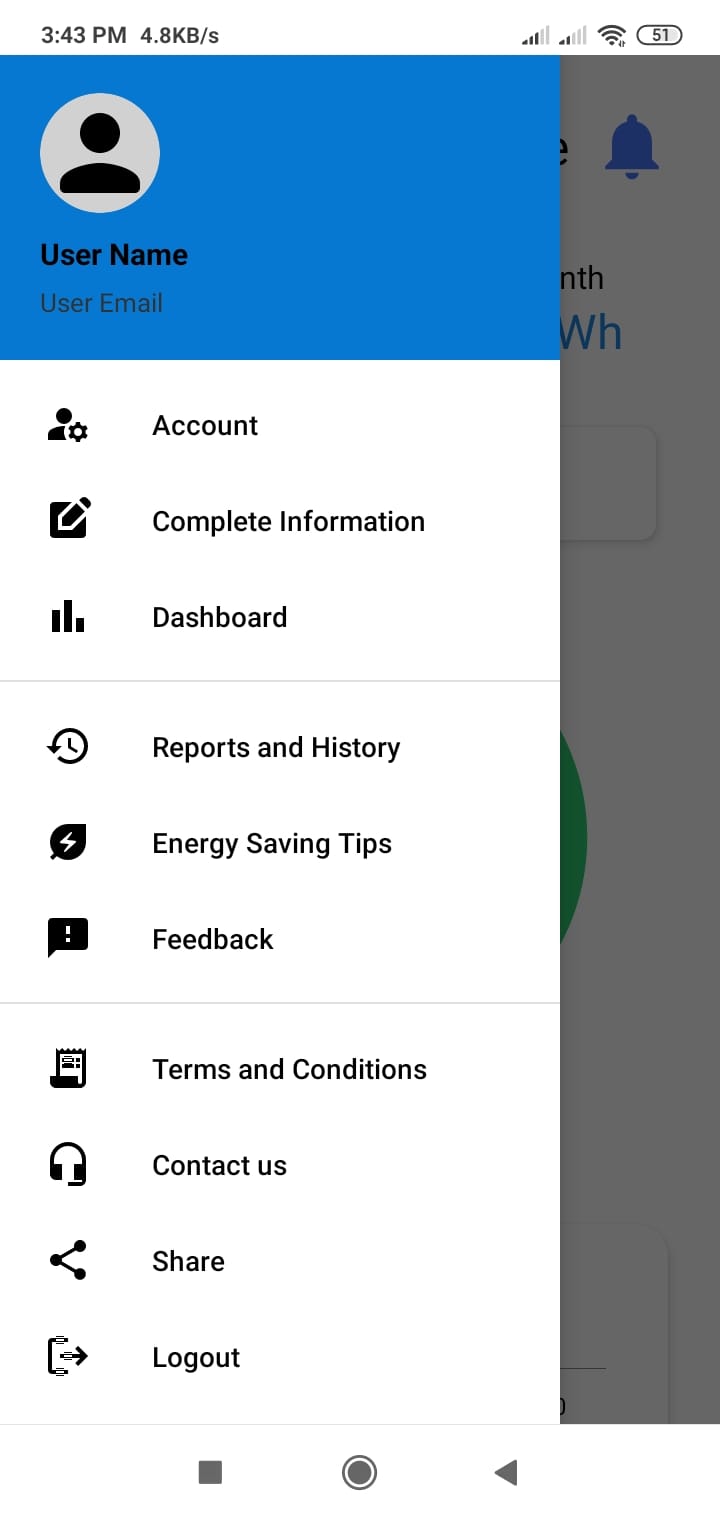 3:43 PM 4.8KB/s
51
User Name
User Email
nth
Wh
Account
Complete Information
Dashboard
Reports and History
Energy Saving Tips
Feedback
Terms and Conditions
Contact us
Share
Logout